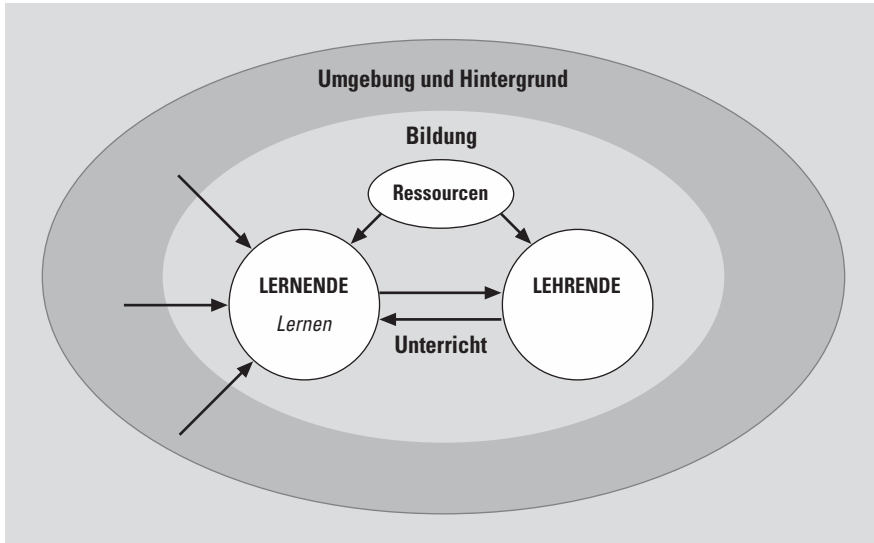 Umgebung und Hintergrund
Bildung
Ressourcen
LERNENDE
Lernen
LEHRENDE
Unterricht